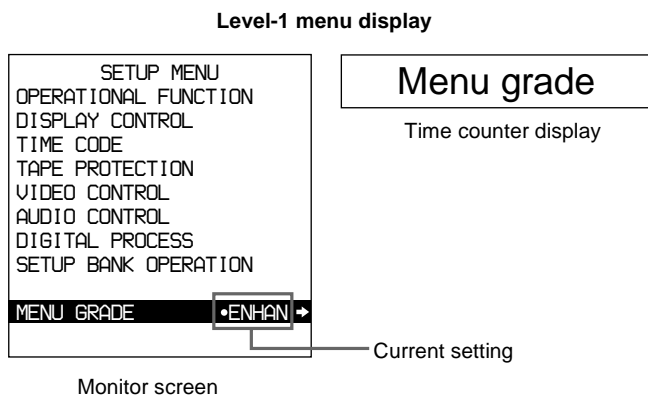 Level-1 menu display
SETUP MENU
OPERATIONAL FUNCTION
DISPLAY CONTROL
TIME CODE
TAPE PROTECTION
VIDEO CONTROL
AUDIO CONTROL
DIGITAL PROCESS
SETUP BANK OPERATION
MENU GRADE •ENHAN ➔
Current setting
Monitor screen
Menu grade
Time counter display